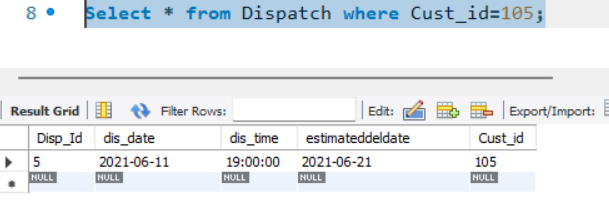 8 Select * from Dispatch where Cust_id=105;
Result Grid Filter Rows: Edit: Export/Import:
Disp_Id dis_date dis_time estimateddeldate Cust_id
5 2021-06-11 19:00:00 2021-06-21 105
NULL NULL NULL NULL NULL